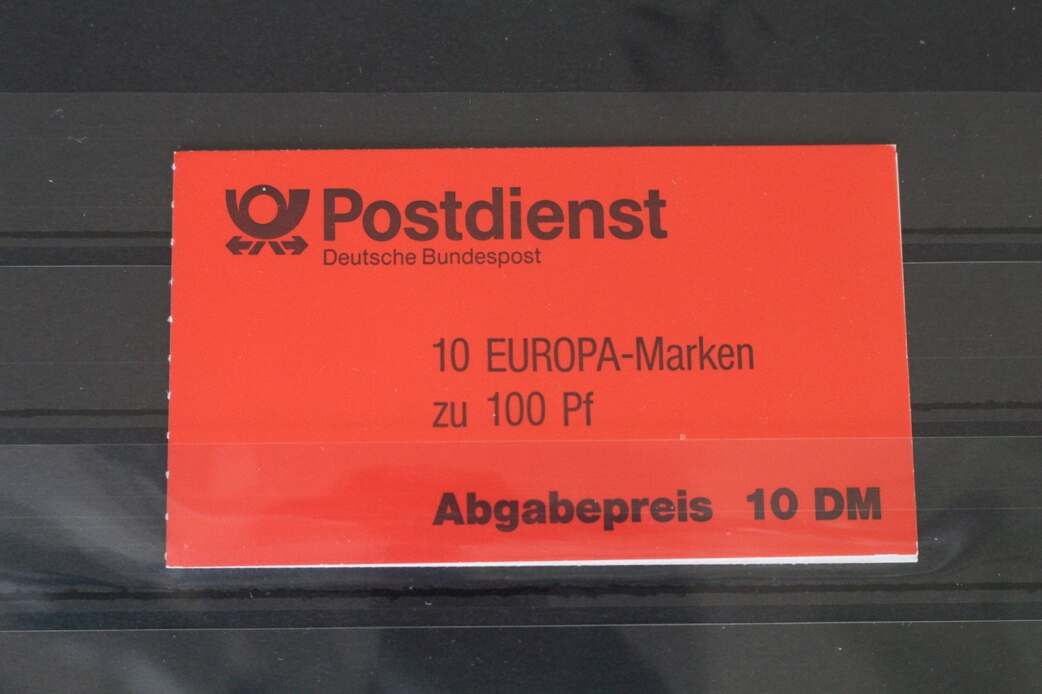 Postdienst
Deutsche Bundespost
10 EUROPA-Marken
zu 100 Pf
Abgabepreis 10 DM